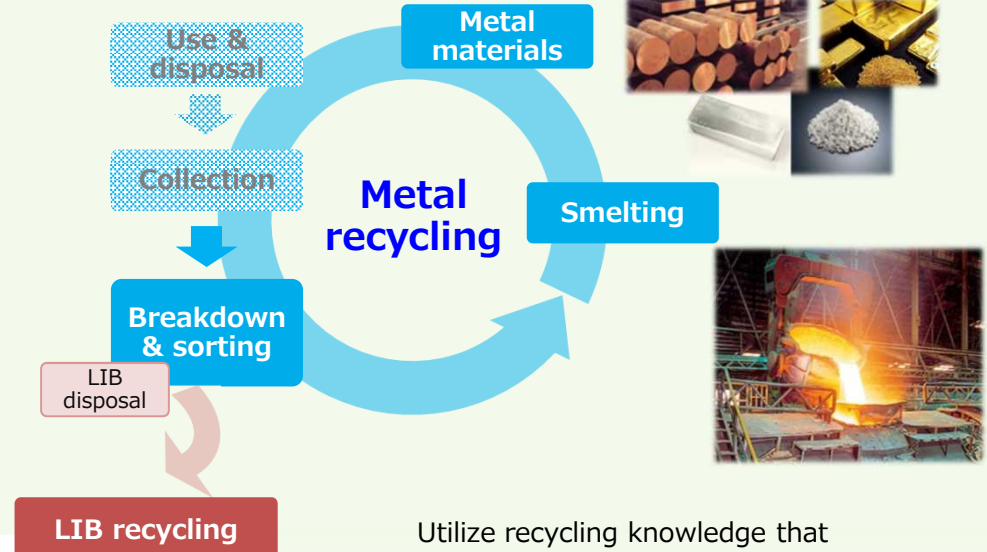 Use &
disposal
Metal
materials
Collection
Metal
recycling
Smelting
Breakdown
& sorting
LIB
disposal
LIB recycling
Utilize recycling knowledge that